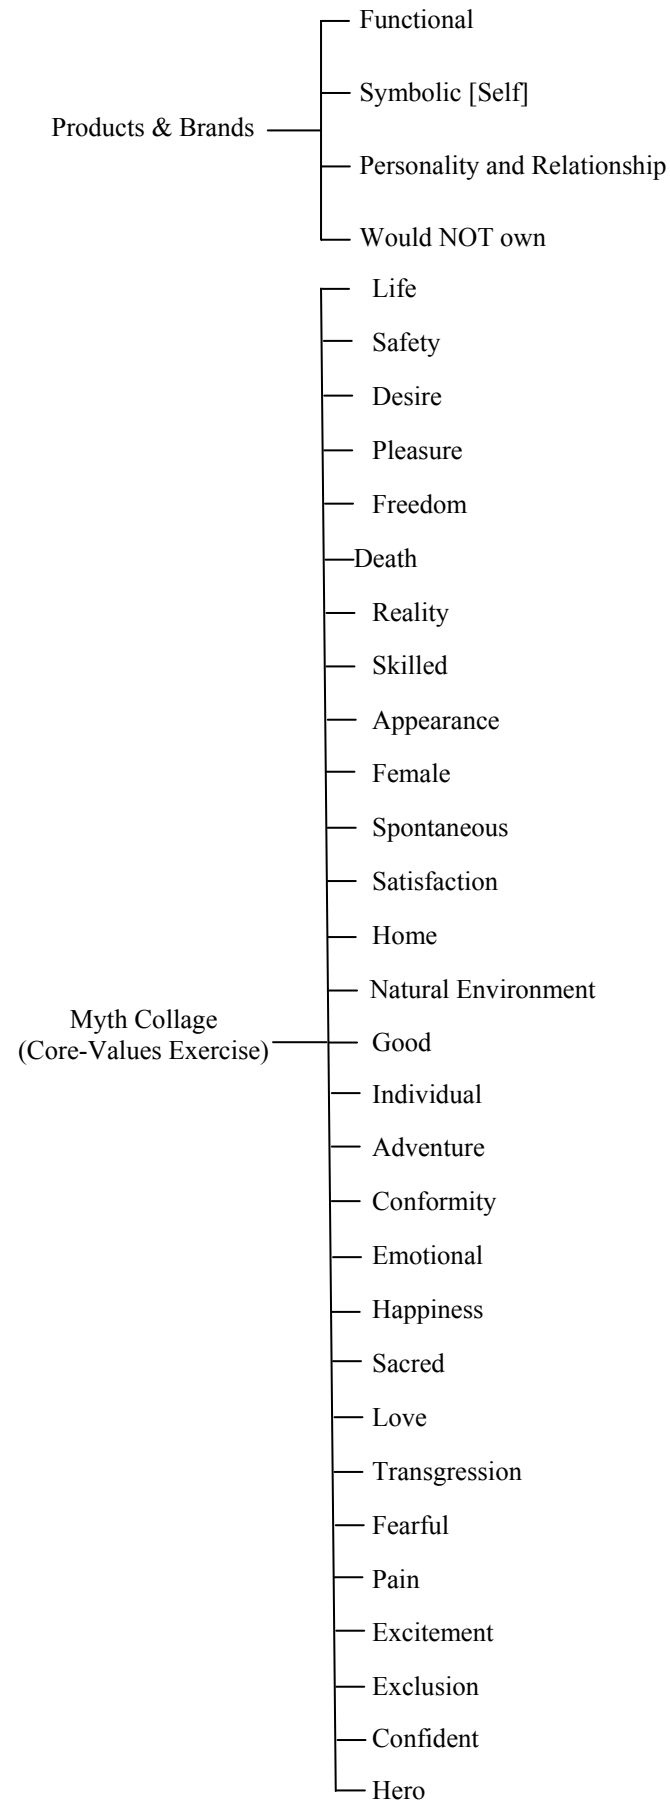 Functional
Symbolic [Self]
Products & Brands
Personality and Relationship
Would NOT own
Life
Safety
Desire
Pleasure
Freedom
Death
Reality
Skilled
Appearance
Female
Spontaneous
Satisfaction
Home
Natural Environment
Myth Collage
(Core-Values Exercise)
Good
Individual
Adventure
Conformity
Emotional
Happiness
Sacred
Love
Transgression
Fearful
Pain
Excitement
Exclusion
Confident
Hero